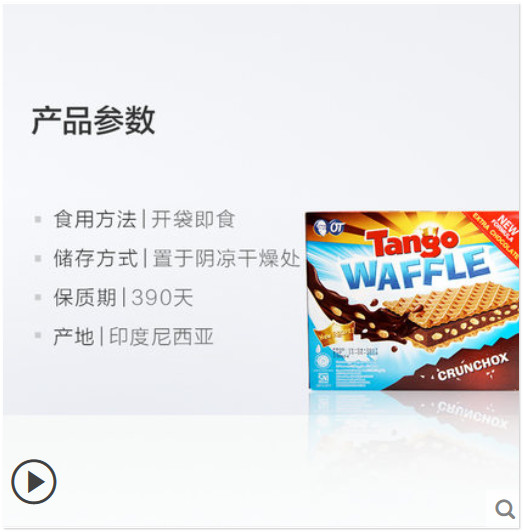 产品参数
食用方法|开袋即食
储存方式|置于阴凉干燥处
保质期|390天
产地|印度尼西亚
OT
Tango
WAFFLE
NEW
FORMULA
EXTRA CHOCOLATE
CRUNCHOX